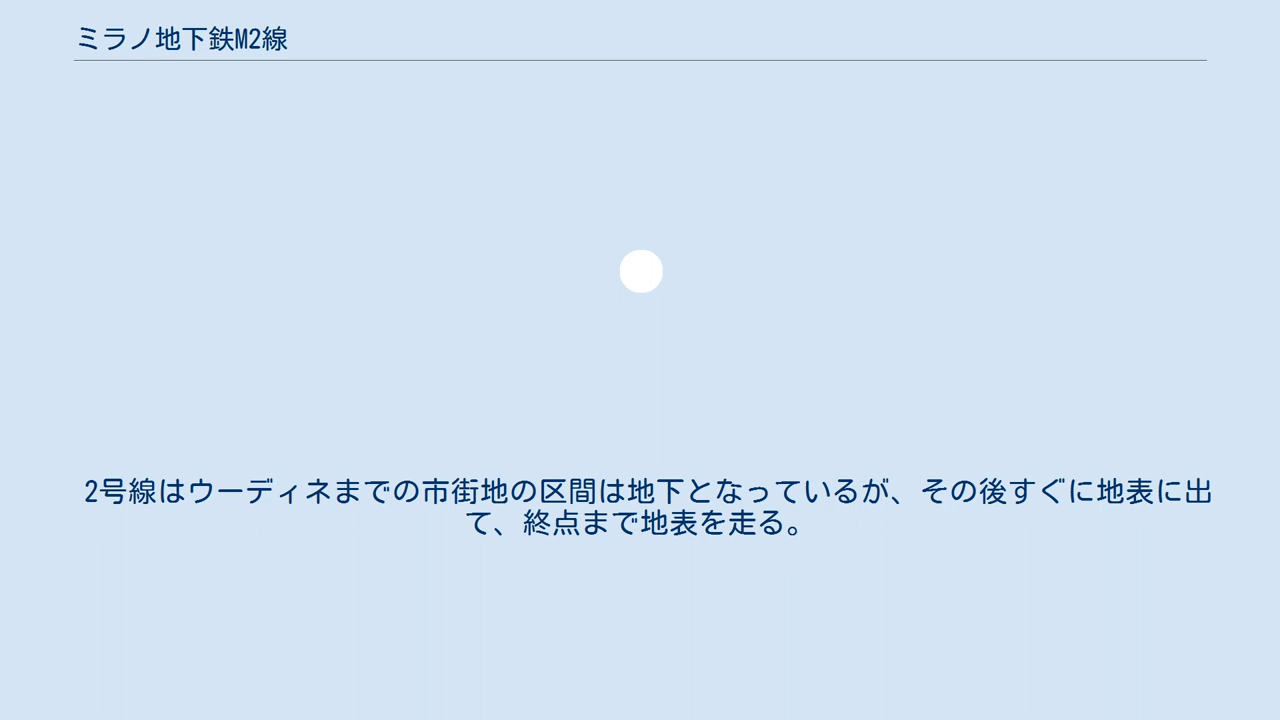 ミラノ地下鉄M2線
2号線はウーディネまでの市街地の区間は地下となっているが、その後すぐに地表に出
て、終点まで地表を走る。